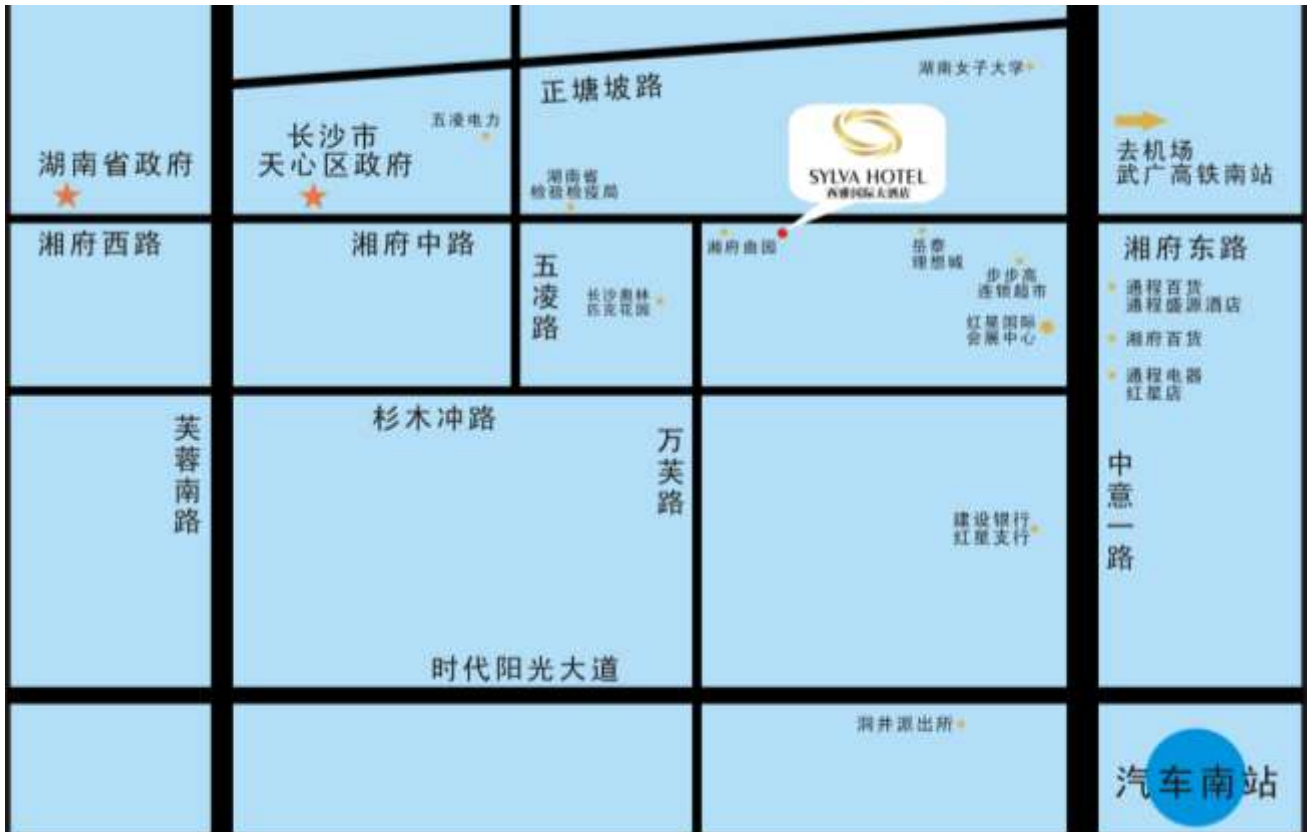 湖南女子大学
正塘坡路
五凌电力
长沙市
天心区政府
湖南省政府
SYLVA HOTEL
西雅国际大酒店
去机场
武广高铁南站
湖南省
检验检疫局
湘府西路
湘府中路
湘府曲园
岳泰
理想城
湘府东路
五凌路
长沙奥林
匹克花园
步步高
连锁超市
通程百货
通程盛源酒店
红星国际
会展中心
湘府百货
通程电器
红星店
杉木冲路
芙蓉南路
万芙路
中意一路
建设银行
红星支行
时代阳光大道
洞井派出所
汽车南站